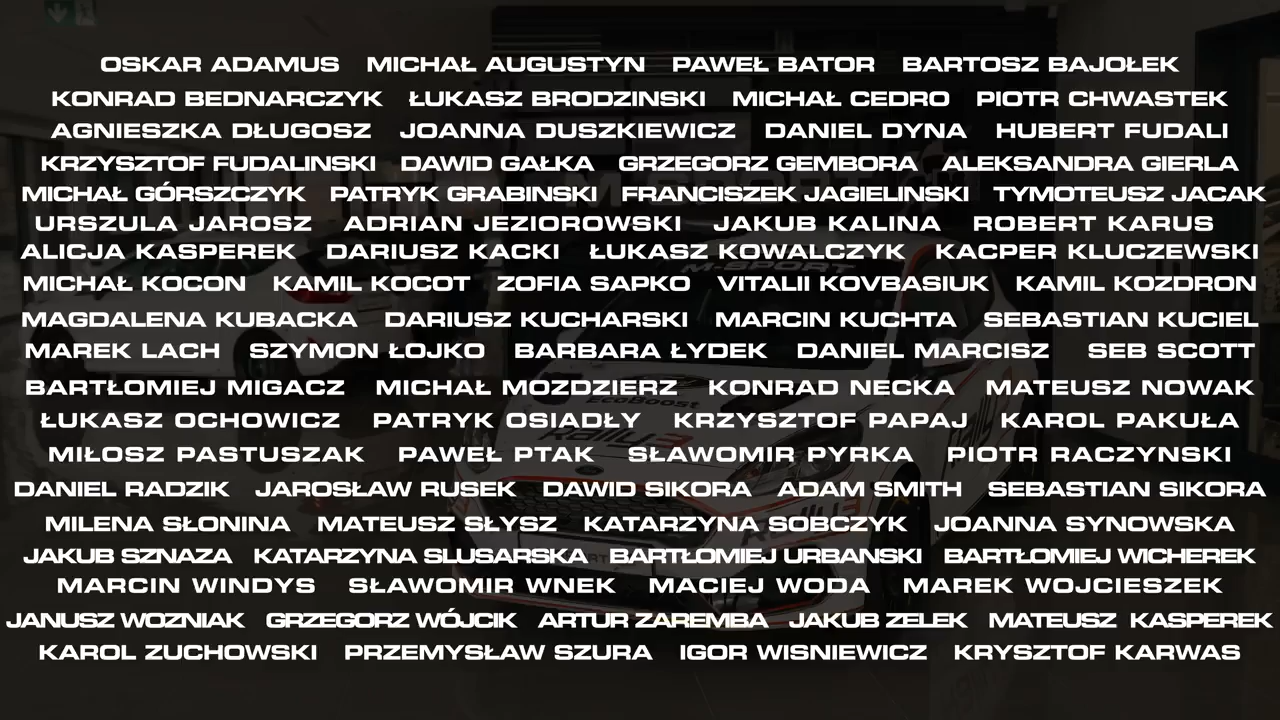 OSKAR ADAMUS MICHAŁ AUGUSTYN PAWEŁ BATOR BARTOSZ BAJOŁEK
KONRAD BEDNARCZYK ŁUKASZ BRODZINSKI MICHAŁ CEDRO PIOTR CHWASTEK
AGNIESZKA DŁUGOSZ JOANNA DUSZKIEWICZ DANIEL DYNA HUBERT FUDALI
KRZYSZTOF FUDALINSKI DAWID GAŁKA GRZEGORZ GEMBORA ALEKSANDRA GIERLA
MICHAŁ GÓRSZCZYK PATRYK GRABINSKI FRANCISZEK JAGIELINSKI TYMOTEUSZ JACAK
URSZULA JAROSZ ADRIAN JEZIOROWSKI JAKUB KALINA ROBERT KARUS
ALICJA KASPEREK DARIUSZ KACKI ŁUKASZ KOWALCZYK KACPER KLUCZEWSKI
M-SPORT
MICHAŁ KOCON KAMIL KOCOT ZOFIA SAPKO VITALII KOVBASIUK KAMIL KOZDRON
MAGDALENA KUBACKA DARIUSZ KUCHARSKI MARCIN KUCHTA SEBASTIAN KUCIEL
MAREK LACH SZYMON ŁOJKO BARBARA ŁYDEK DANIEL MARCISZ SEB SCOTT
BARTŁOMIEJ MIGACZ MICHAŁ MOZDZIERZ KONRAD NECKA MATEUSZ NOWAK
EcoBoost
ŁUKASZ OCHOWICZ PATRYK OSIADŁY KRZYSZTOF PAPAJ KAROL PAKUŁA
Rally3
MIŁOSZ PASTUSZAK PAWEŁ PTAK SŁAWOMIR PYRKA PIOTR RACZYNSKI
DANIEL RADZIK JAROSŁAW RUSEK DAWID SIKORA ADAM SMITH SEBASTIAN SIKORA
Rally3
MILENA SŁONINA MATEUSZ SŁYSZ KATARZYNA SOBCZYK JOANNA SYNOWSKA
JAKUB SZNAZA KATARZYNA SLUSARSKA BARTŁOMIEJ URBANSKI BARTŁOMIEJ WICHEREK
MARCIN WINDYS SŁAWOMIR WNEK MACIEJ WODA MAREK WOJCIESZEK
JANUSZ WOZNIAK GRZEGORZ WÓJCIK ARTUR ZAREMBA JAKUB ZELEK MATEUSZ KASPEREK
KAROL ZUCHOWSKI PRZEMYSŁAW SZURA IGOR WISNIEWICZ KRYSZTOF KARWAS